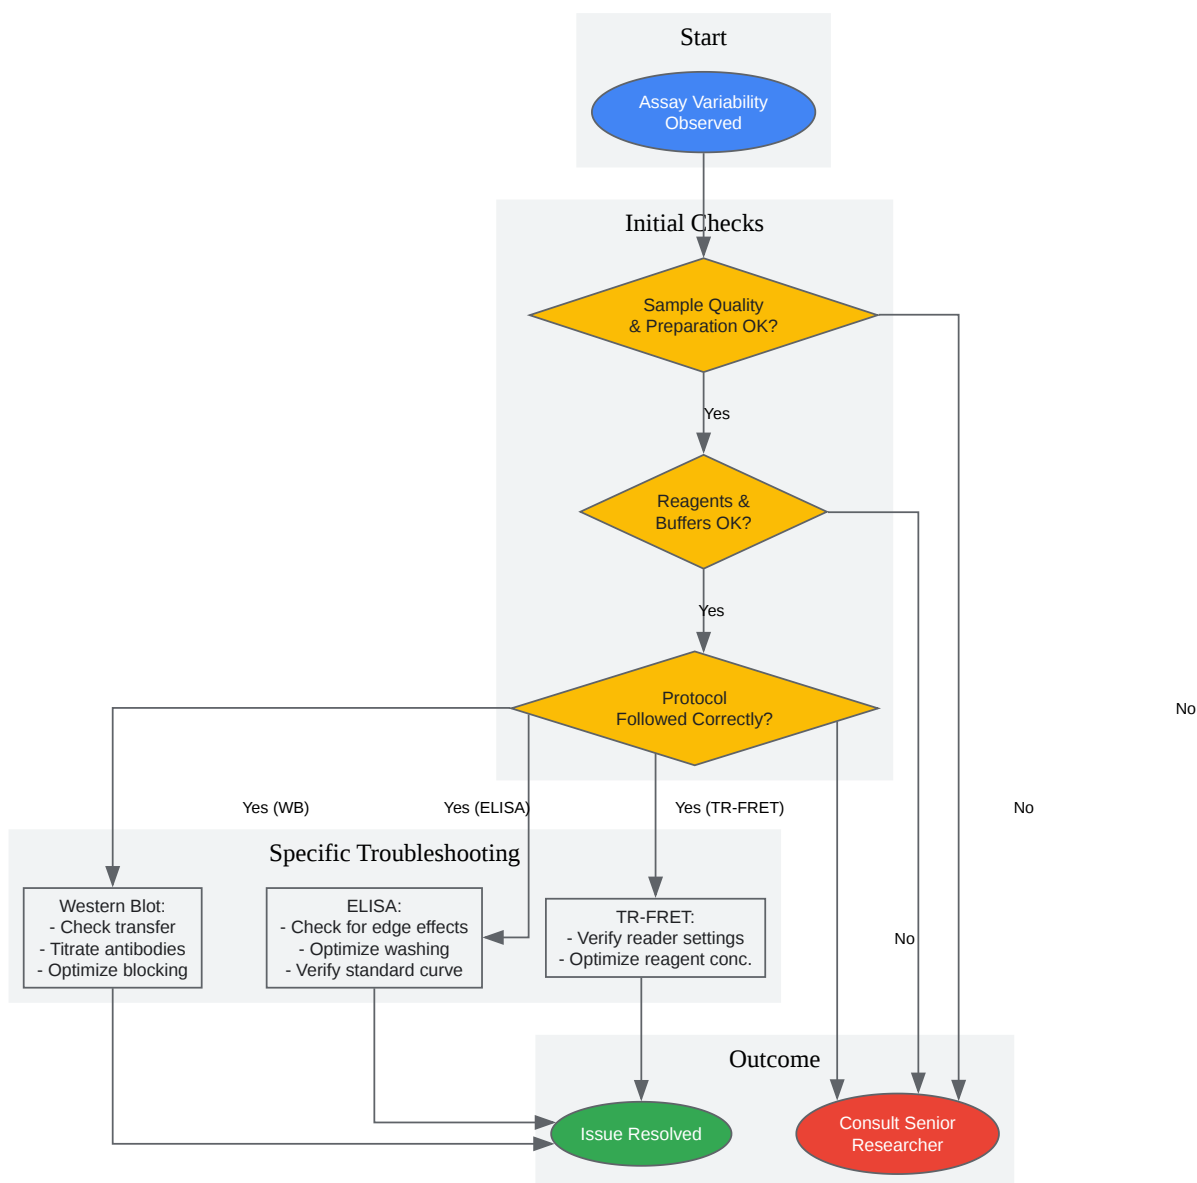 Start
Assay Variability
Observed
Initial Checks
Sample Quality
& Preparation OK?
Yes
Reagents &
Buffers OK?
Yes
Protocol
Followed Correctly?
No
Yes (WB)
Yes (ELISA)
Yes (TR-FRET)
No
Specific Troubleshooting
Western Blot:
- Check transfer
- Titrate antibodies
- Optimize blocking
ELISA:
- Check for edge effects
- Optimize washing
- Verify standard curve
TR-FRET:
- Verify reader settings
- Optimize reagent conc.
No
Outcome
Issue Resolved
Consult Senior
Researcher